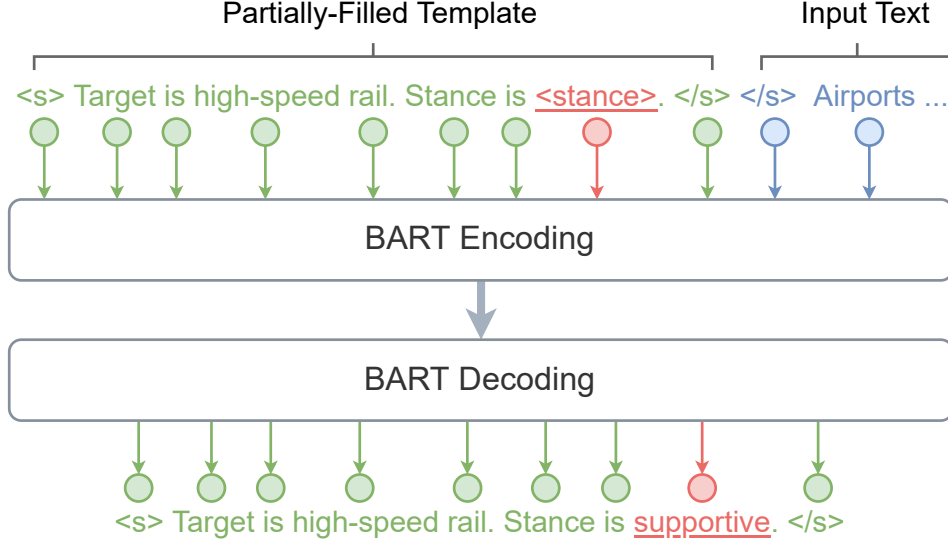 Partially-Filled Template Input Text
<s> Target is high-speed rail. Stance is <stance>. </s> </s> Airports ...
BART Encoding
BART Decoding
<s> Target is high-speed rail. Stance is supportive. </s>